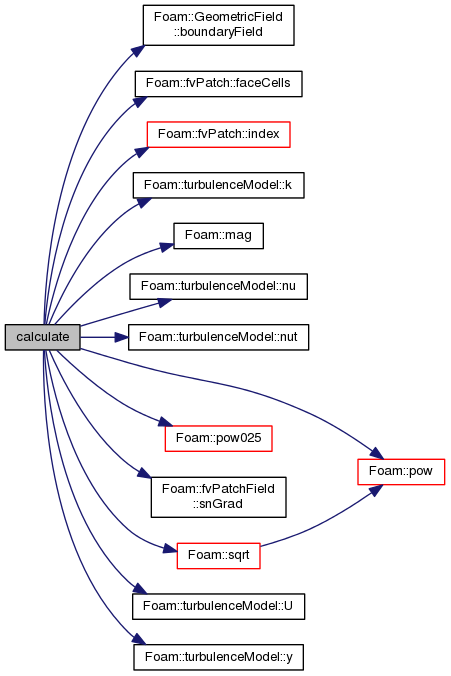 Foam::GeometricField
::boundaryField
Foam::fvPatch::faceCells
Foam::fvPatch::index
Foam::turbulenceModel::k
Foam::mag
Foam::turbulenceModel::nu
calculate
Foam::turbulenceModel::nut
Foam::pow025
Foam::pow
Foam::fvPatchField
::snGrad
Foam::sqrt
Foam::turbulenceModel::U
Foam::turbulenceModel::y